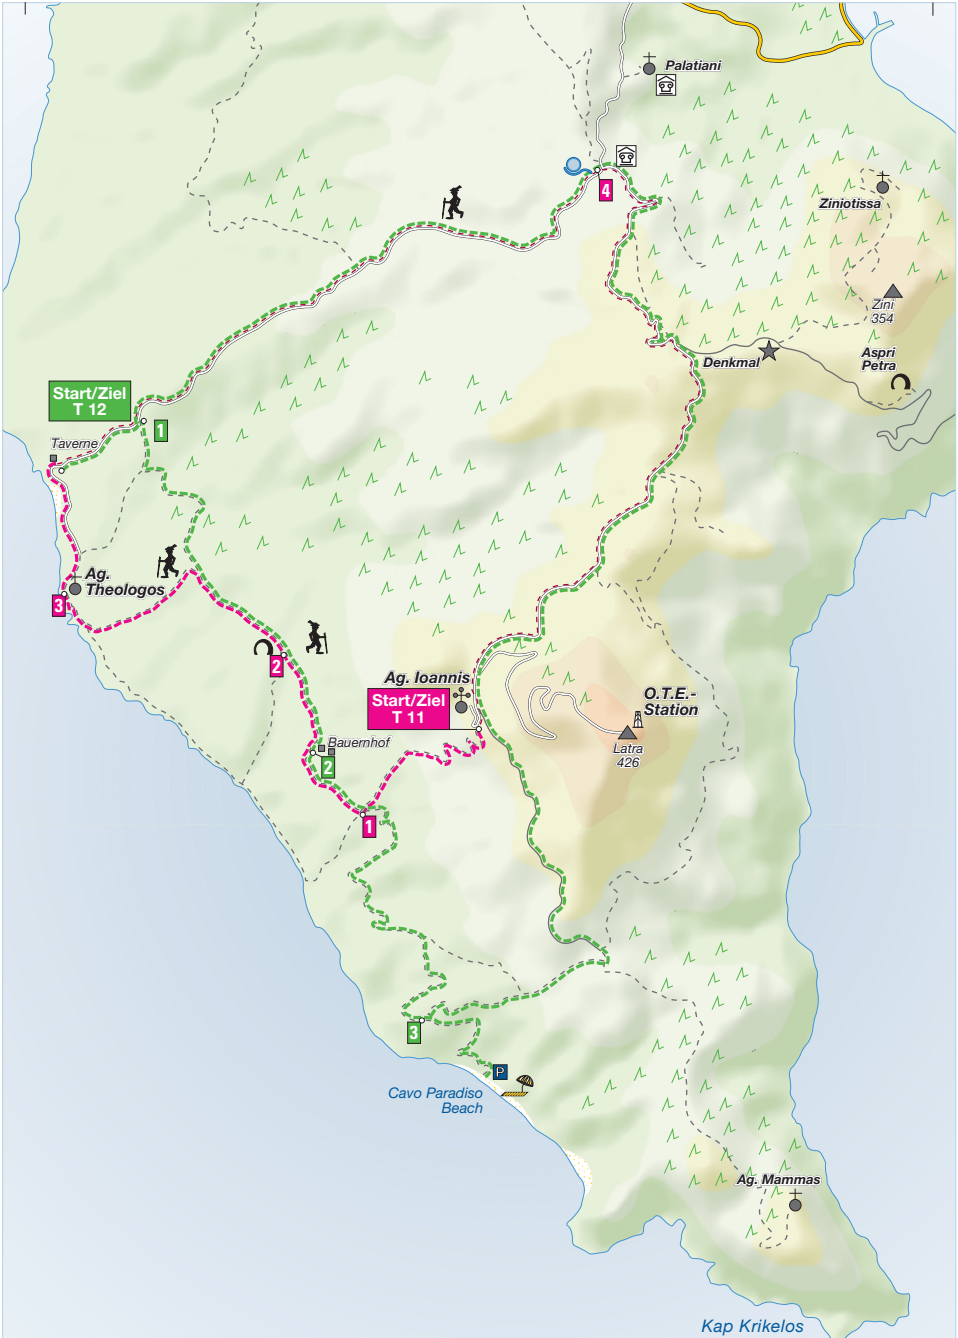 Palatiani
4
Ziniotissa
Zini
354
Denkmal
Aspri
Petra
Start/Ziel
T 12
1
Taverne
Ag.
Theologos
3
2
Ag. Ioannis
Start/Ziel
T 11
O.T.E.-
Station
Latra
426
Bauernhof
2
1
3
P
Cavo Paradiso
Beach
Ag. Mammas
Kap Krikelos